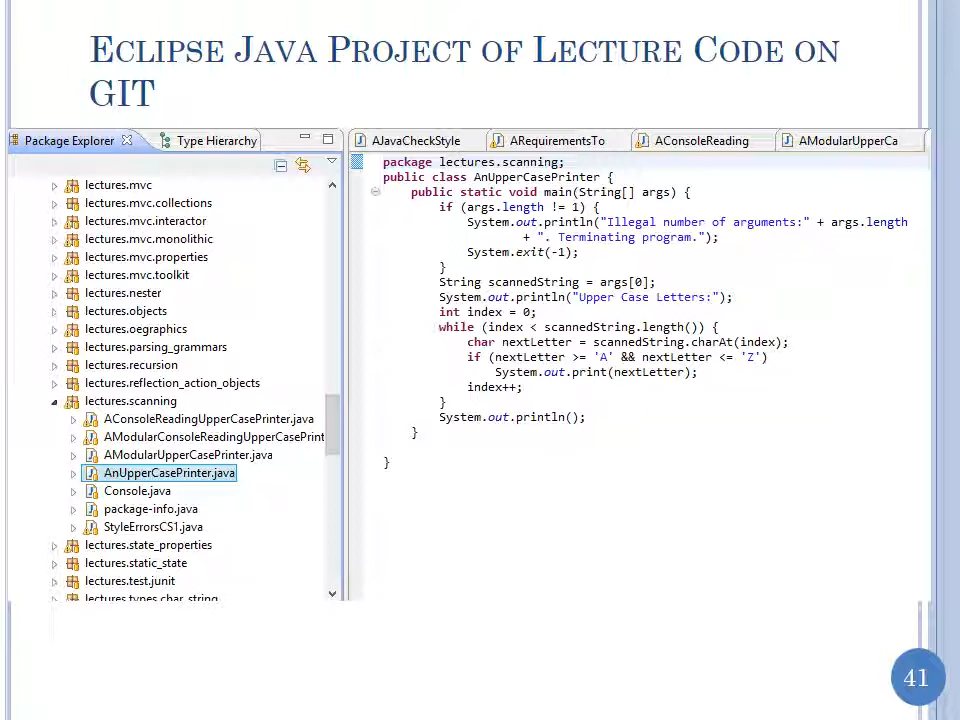 ECLIPSE JAVA PROJECT OF LECTURE CODE ON
GIT
Package Explorer
Type Hierarchy
lectures.mvc
lectures.mvc.collections
lectures.mvc.interactor
lectures.mvc.monolithic
lectures.mvc.properties
lectures.mvc.toolkit
lectures.nester
lectures.objects
lectures.oegraphics
lectures.parsing_grammars
lectures.recursion
lectures.reflection_action_objects
lectures.scanning
AConsoleReadingUpperCasePrinter.java
AModularConsoleReadingUpperCasePrint
AModularUpperCasePrinter.java
AnUpperCasePrinter.java
Console.java
package-info.java
StyleErrorsCS1.java
lectures.state_properties
lectures.static_state
lectures.test.junit
lectures.types.char_string
AJavaCheckStyle
ARequirementsTo
AConsoleReading
AModularUpperCa
package lectures.scanning;
public class AnUpperCasePrinter {
public static void main(String[] args) {
if (args.length != 1) {
System.out.println("Illegal number of arguments:" + args.length
+ ". Terminating program.");
System.exit(-1);
}
String scannedString = args[0];
System.out.println("Upper Case Letters:");
int index = 0;
while (index < scannedString.length()) {
char nextLetter = scannedString.charAt(index);
if (nextLetter >= 'A' && nextLetter <= 'Z')
System.out.print(nextLetter);
index++;
}
System.out.println();
}
}
41